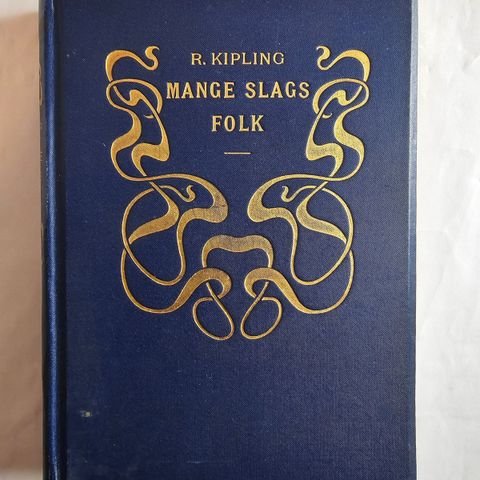 R. KIPLING
MANGE SLAGS
FOLK